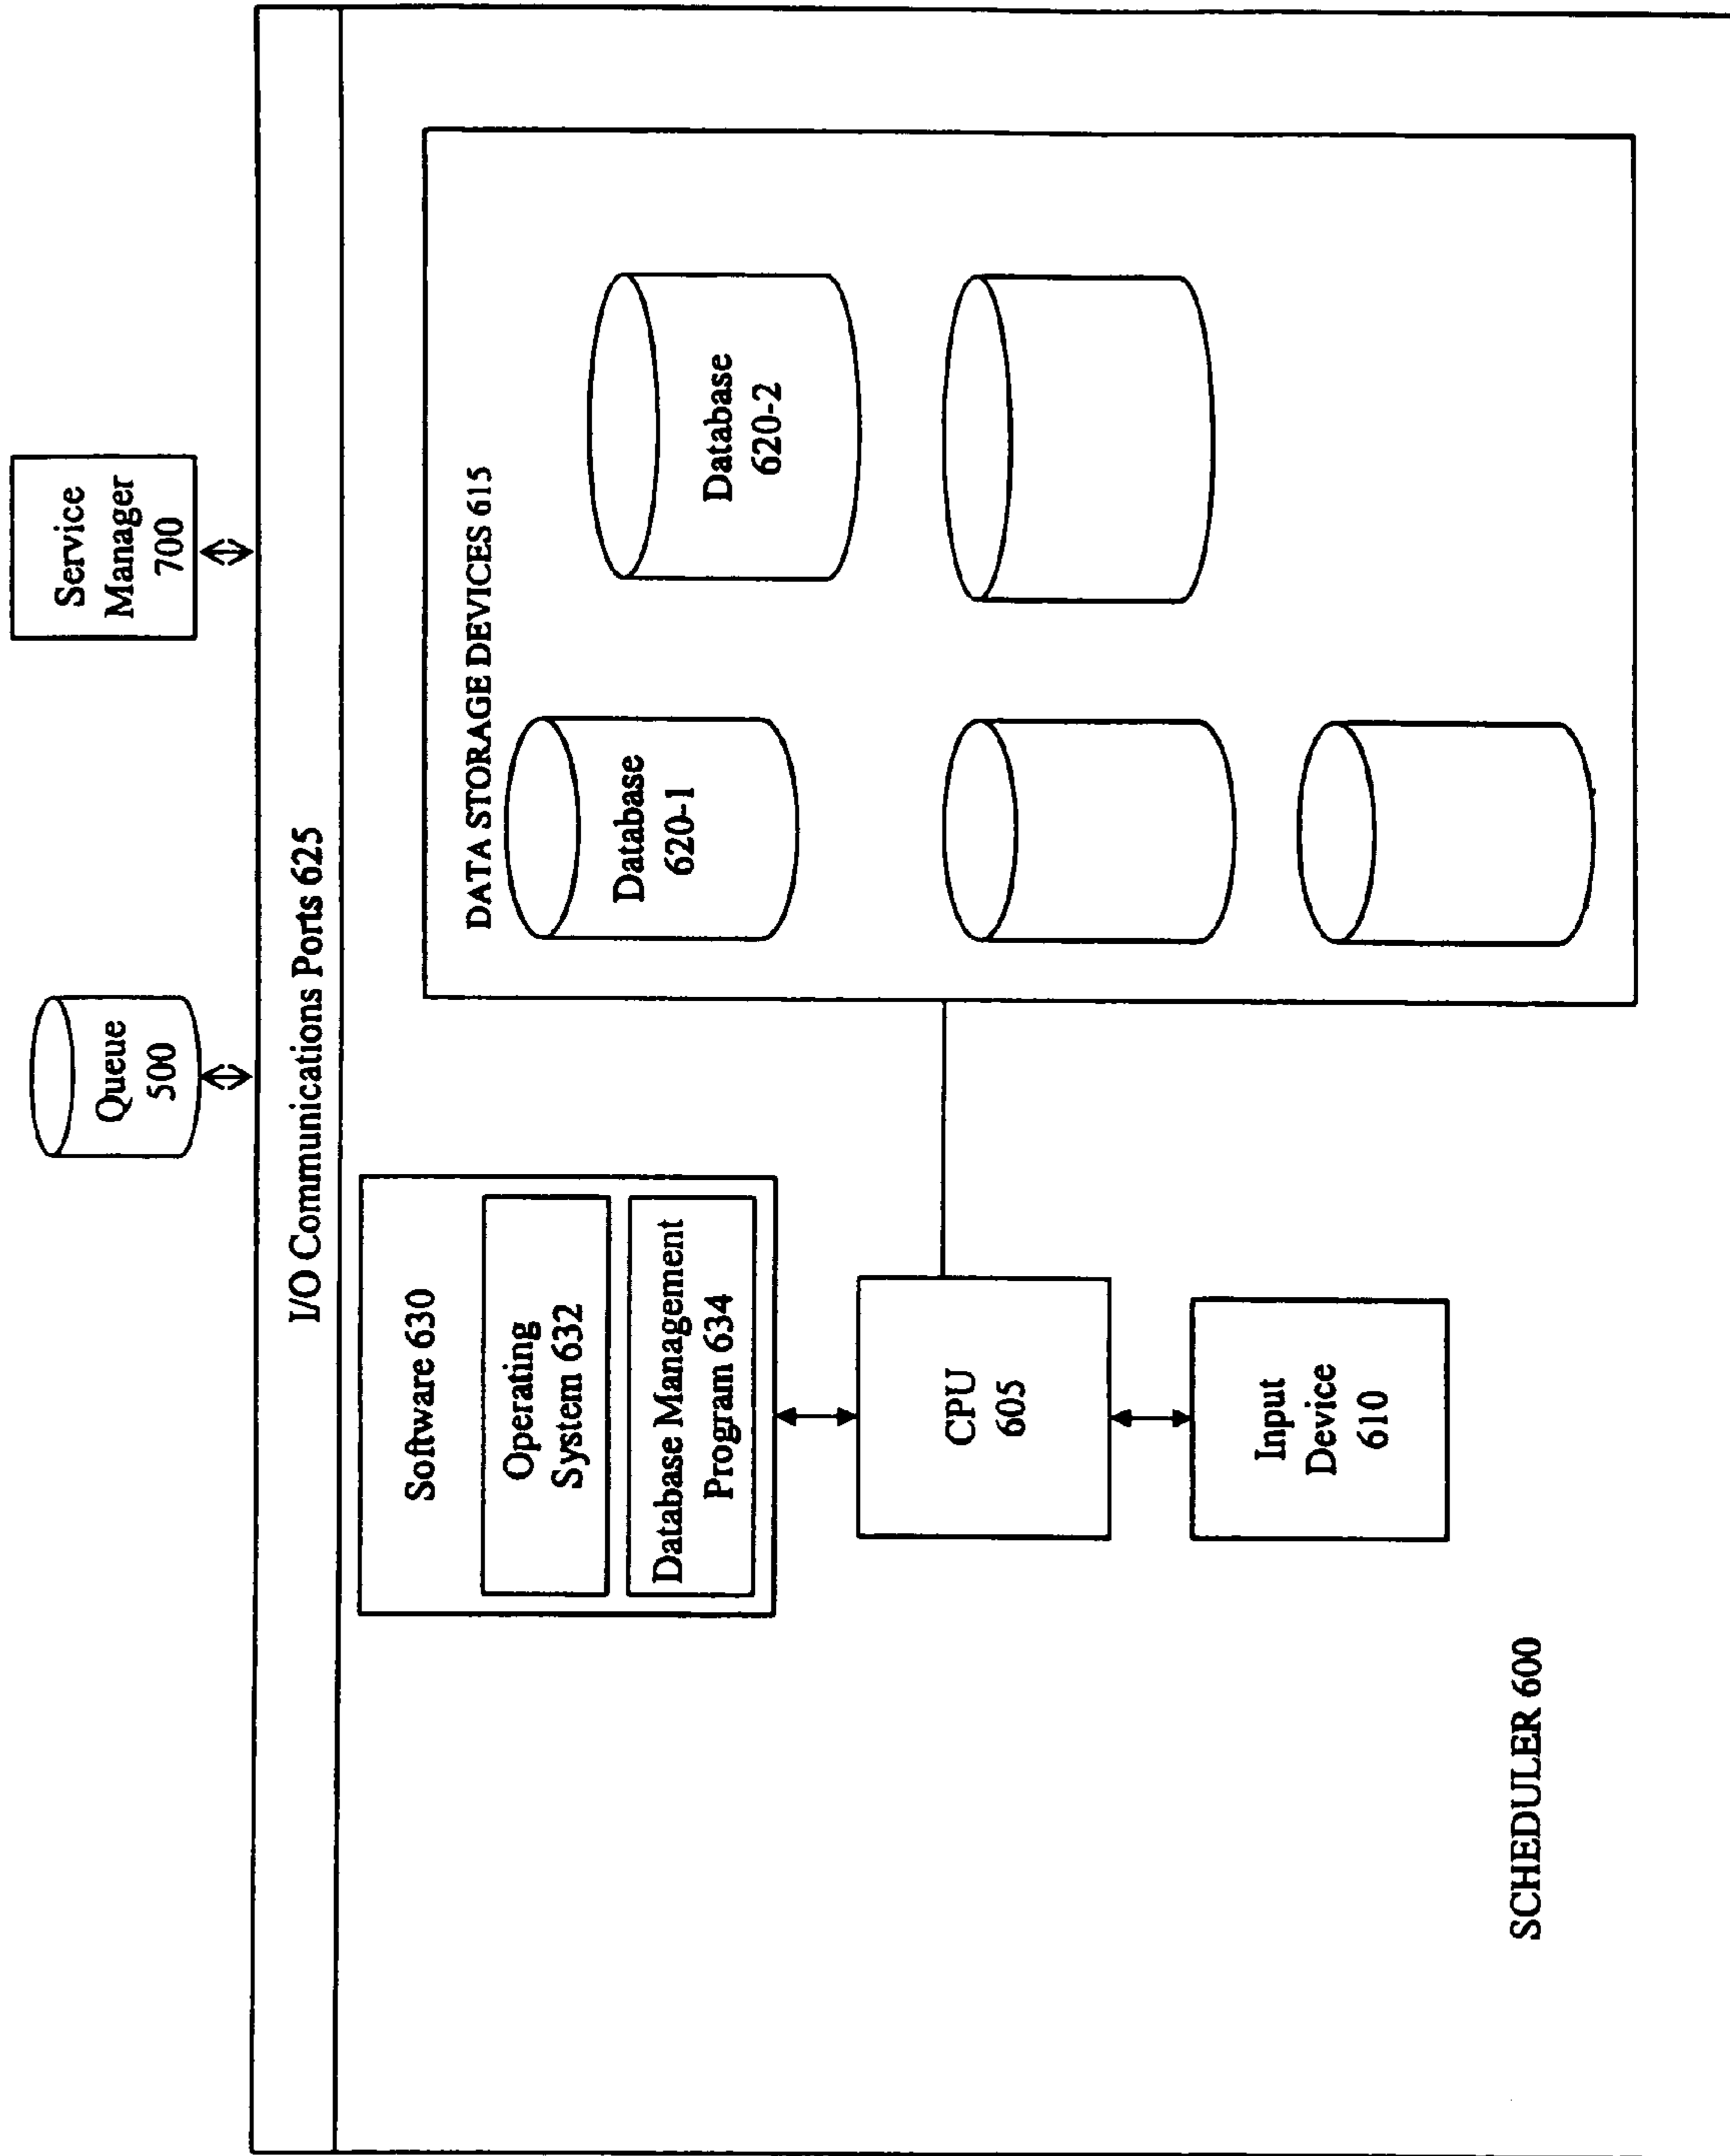 Queue
500
Service
Manager
700
I/O Communications Ports 625
Software 630
Operating
System 632
Database Management
Program 634
CPU
605
Input
Device
610
DATA STORAGE DEVICES 615
Database
620-1
Database
620-2
SCHEDULER 600